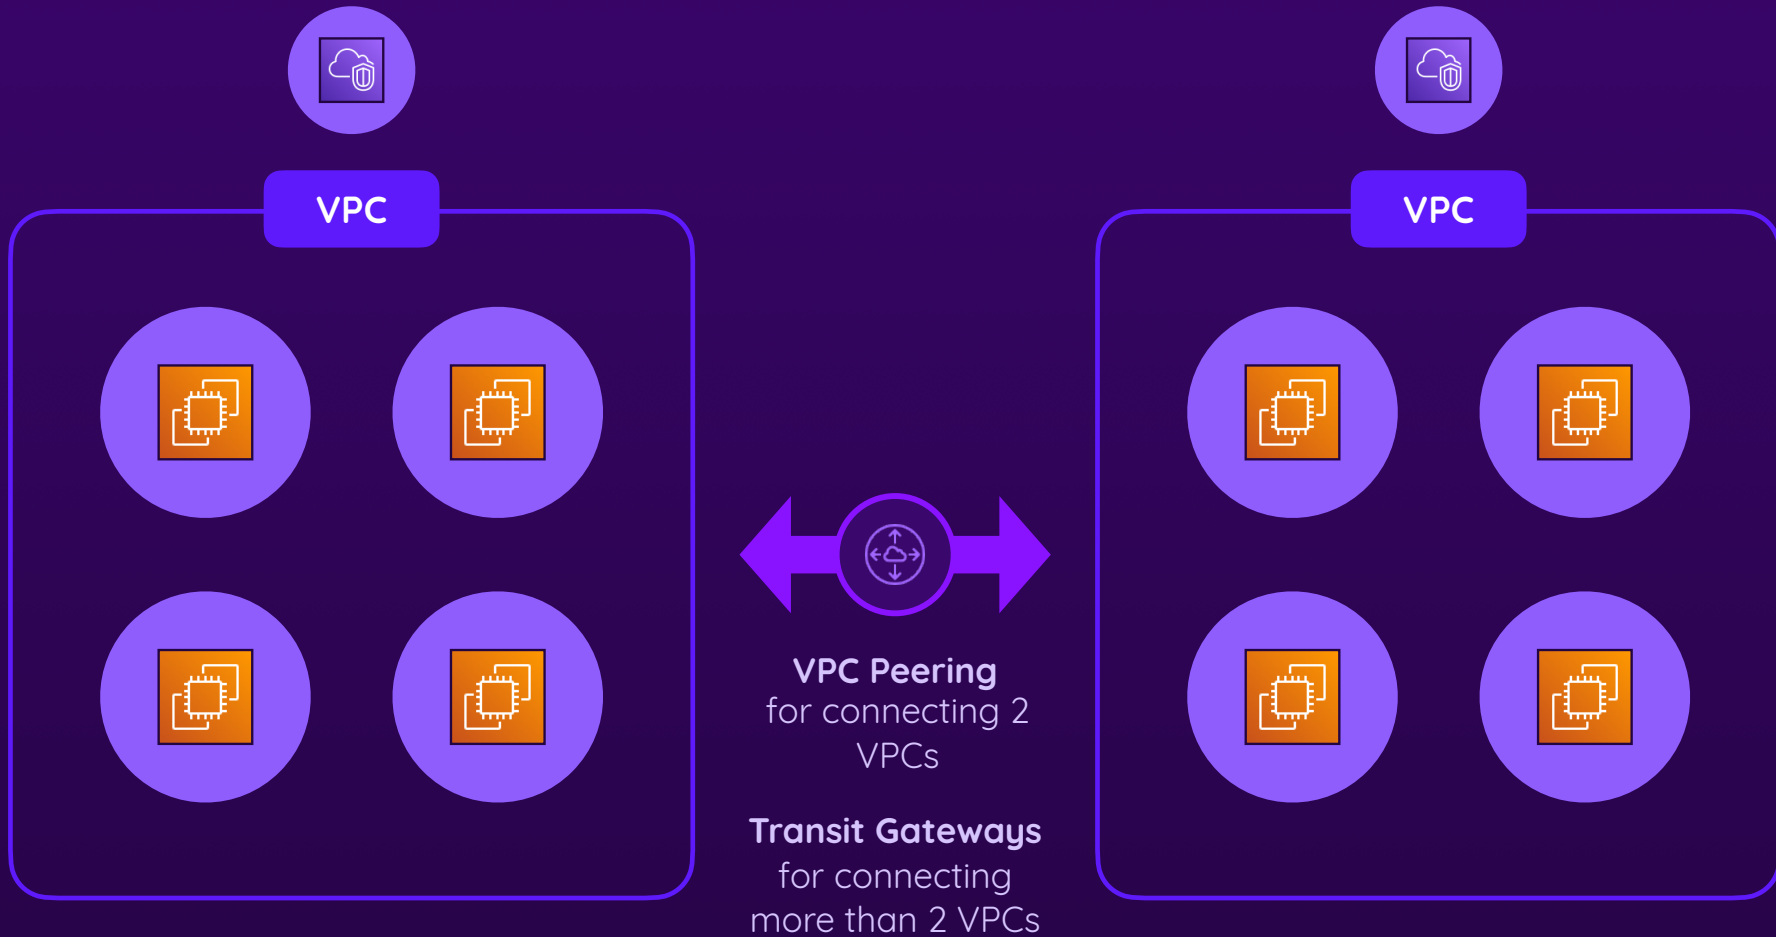 VPC
VPC
VPC Peering
for connecting 2
VPCs
Transit Gateways
for connecting
more than 2 VPCs